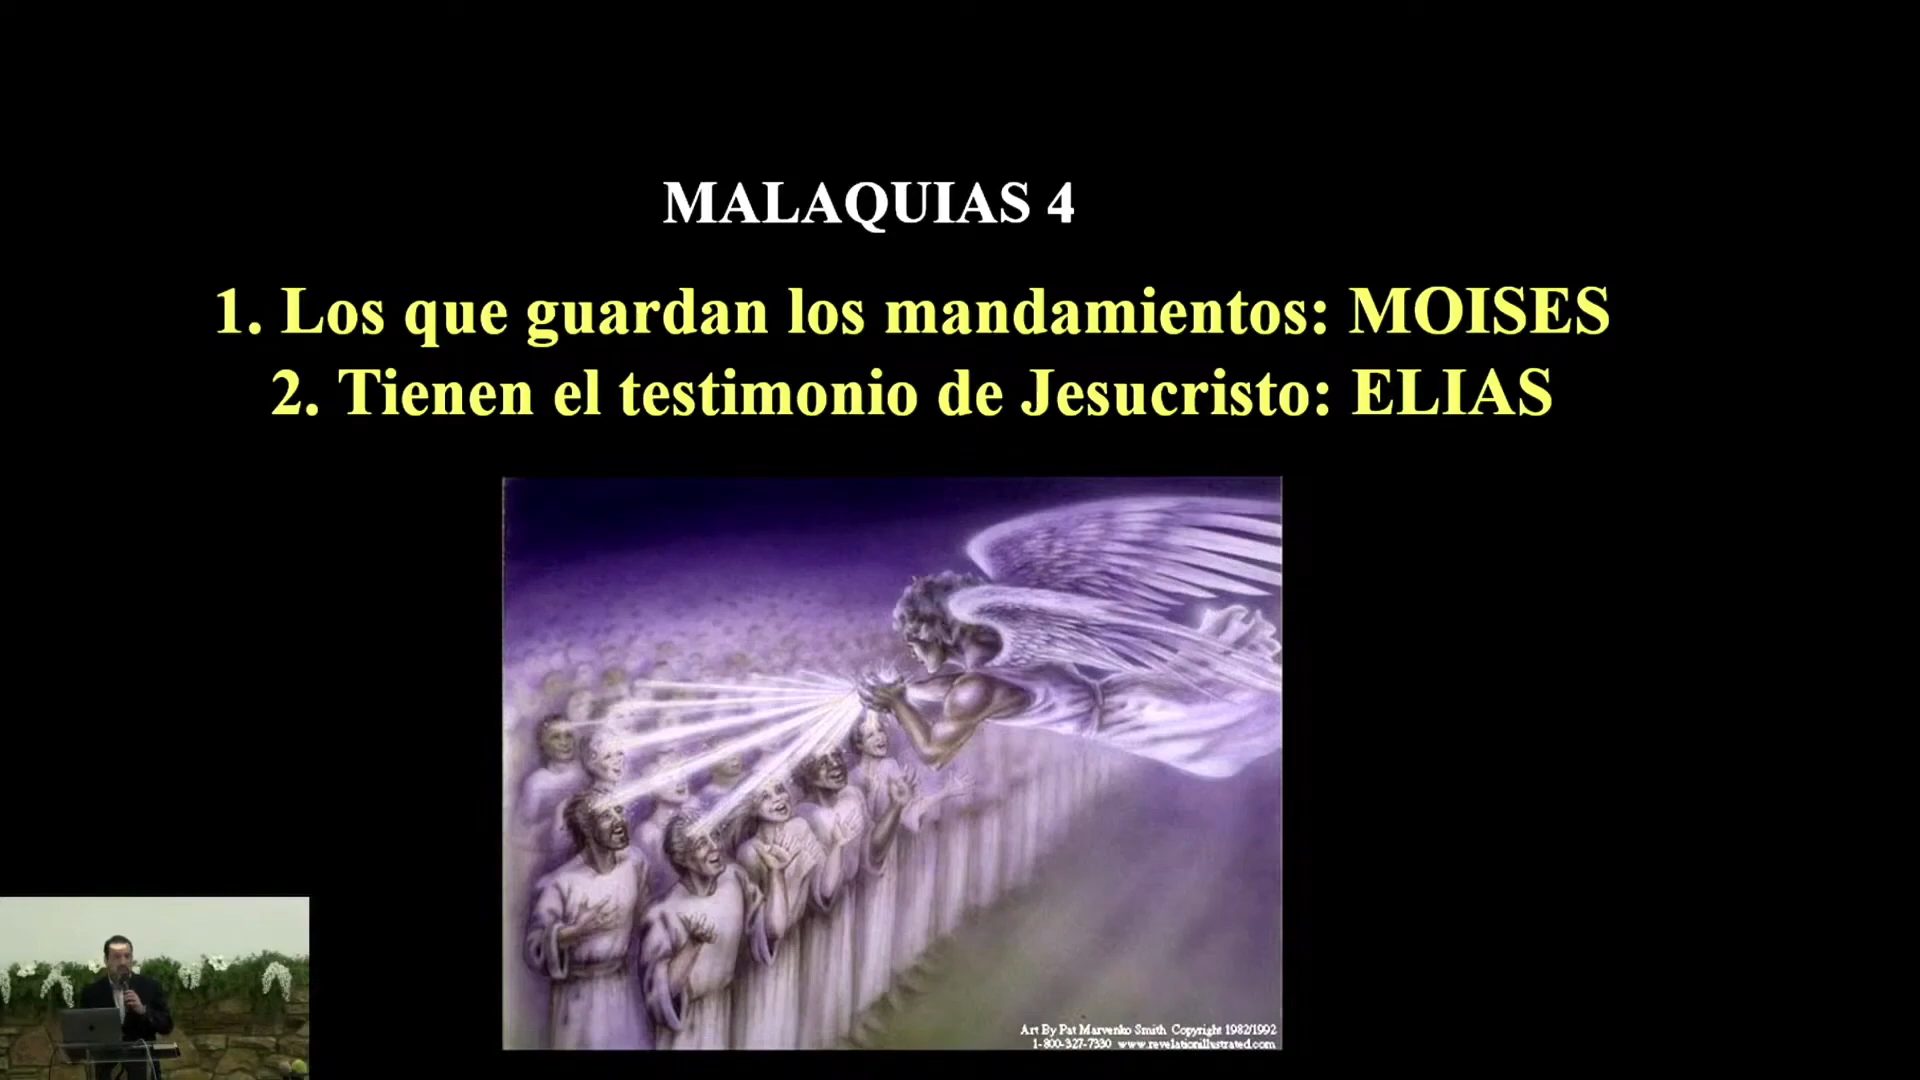 MALAQUIAS 4
1. Los que guardan los mandamientos: MOISES
2. Tienen el testimonio de Jesucristo: ELIAS
Art By Pat Marvenko Smith Copyright 1982/1992
1-800-327-7330 www.revelationillustrated.com